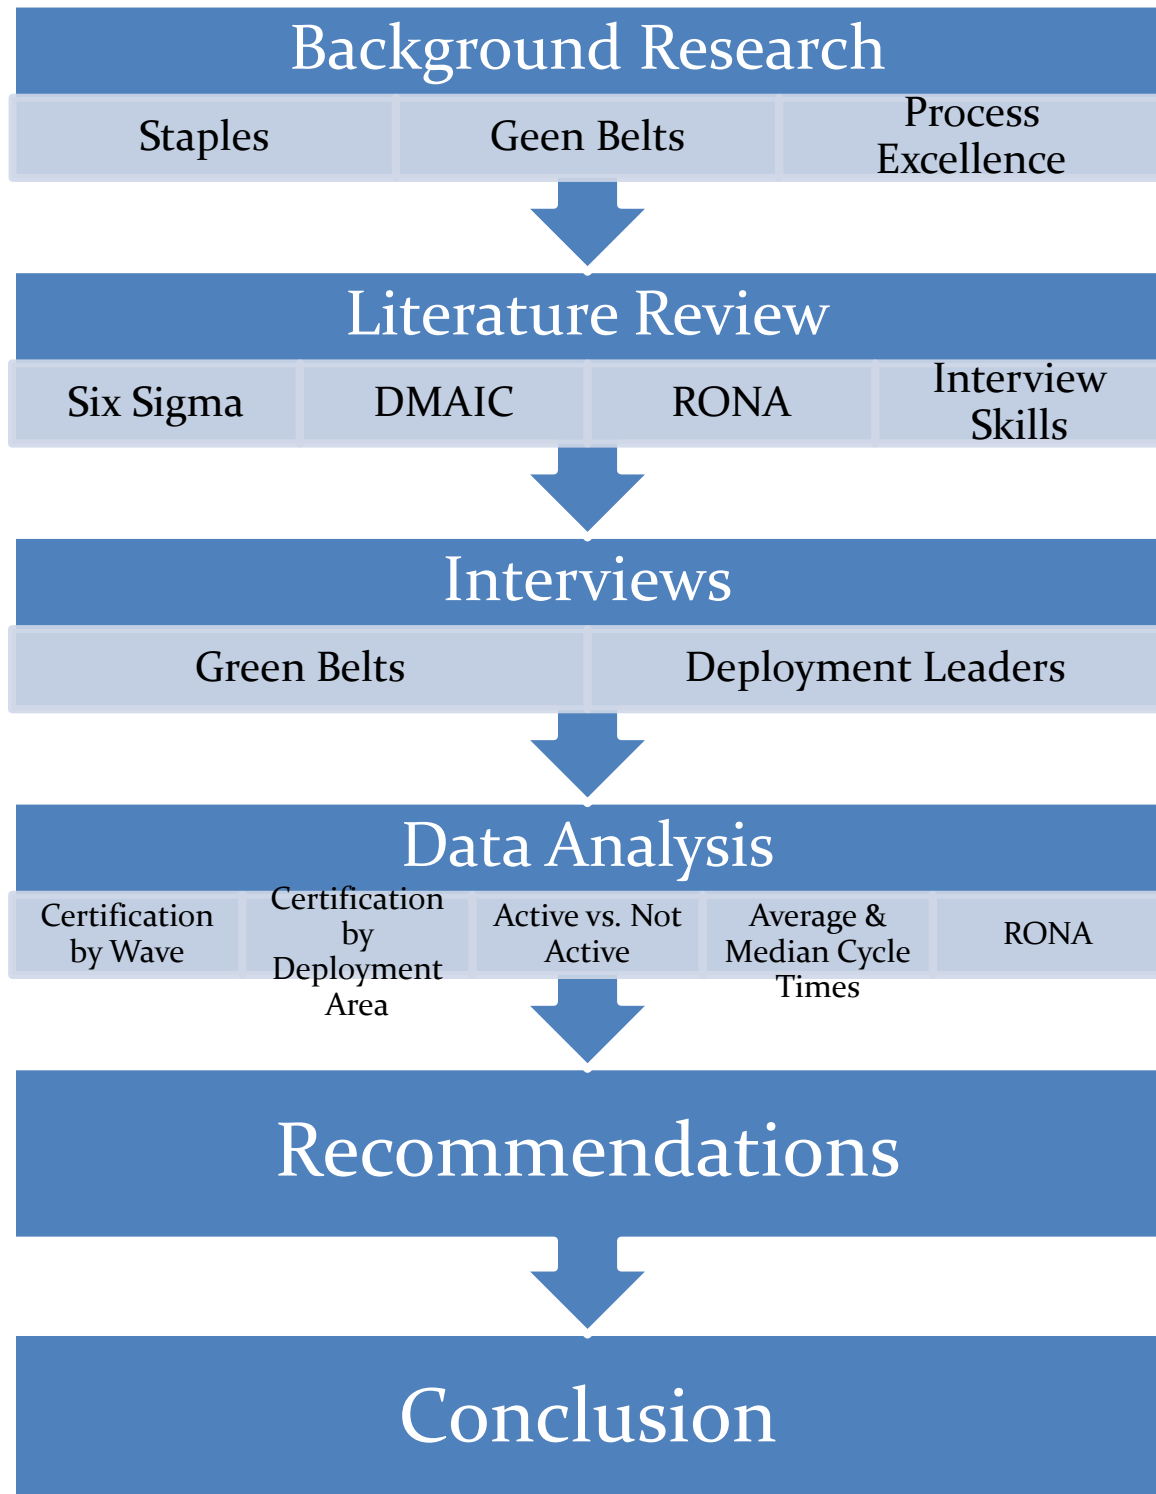 Background Research
Staples
Geen Belts
Process
Excellence
Literature Review
Six Sigma
DMAIC
RONA
Interview
Skills
Interviews
Green Belts
Deployment Leaders
Data Analysis
Certification
by Wave
Certification
by
Deployment
Area
Active vs. Not
Active
Average &
Median Cycle
Times
RONA
Recommendations
Conclusion